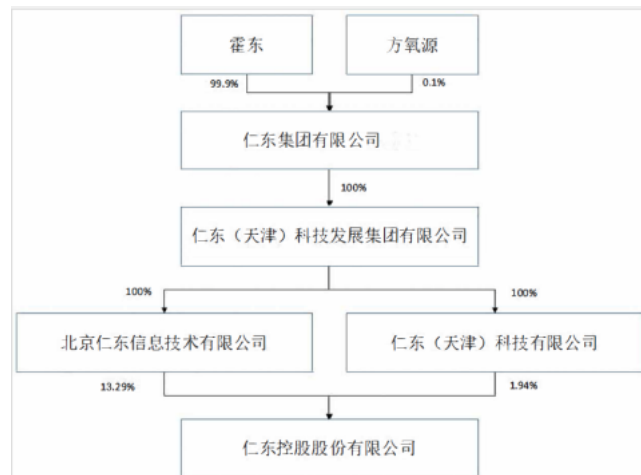 霍东
方氧源
99.9%
0.1%
仁东集团有限公司
100%
仁东（天津）科技发展集团有限公司
100%
100%
北京仁东信息技术有限公司
仁东（天津）科技有限公司
13.29%
1.94%
仁东控股股份有限公司